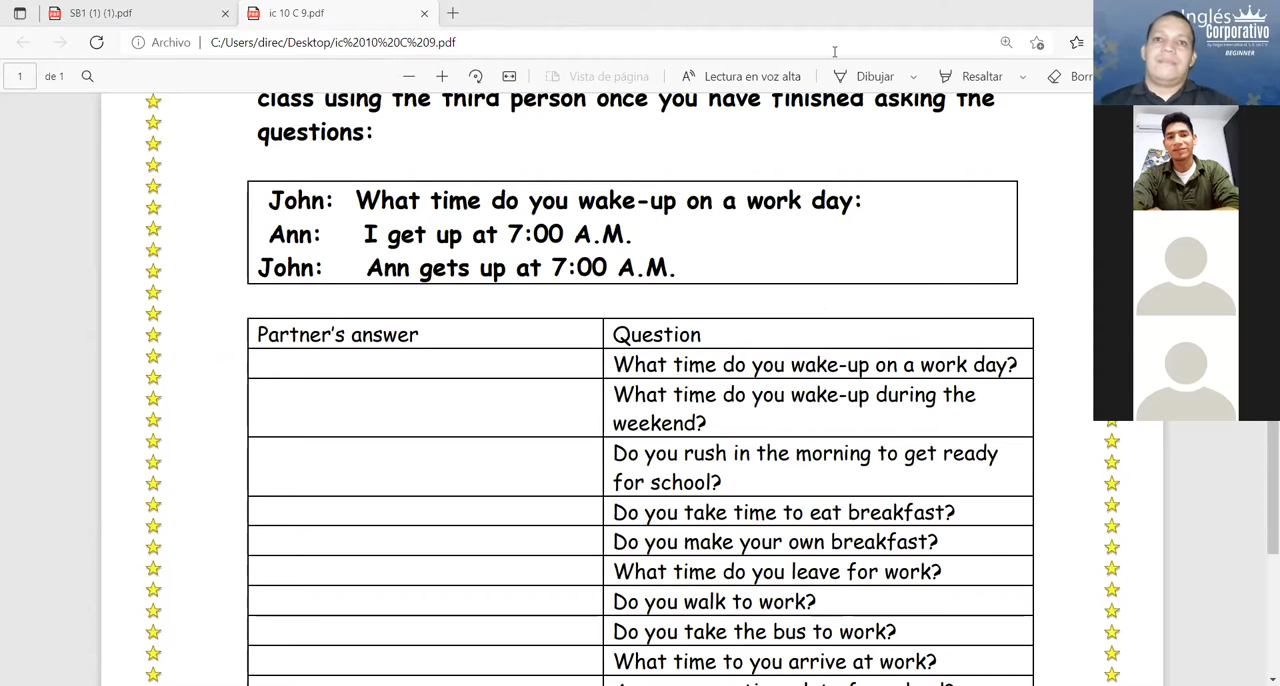 SB1 (1) (1).pdf
ic 10 C 9.pdf
Archivo C:/Users/direc/Desktop/ic%2010%20C%209.pdf
1 de 1 Vista de página Lectura en voz alta Dibujar Resaltar Borr
Inglés
Corporativo
BEGINNER
class using the third person once you have finished asking the
questions:
John: What time do you wake-up on a work day:
Ann: I get up at 7:00 A.M.
John: Ann gets up at 7:00 A.M.
Partner's answer Question
What time do you wake-up on a work day?
What time do you wake-up during the
weekend?
Do you rush in the morning to get ready
for school?
Do you take time to eat breakfast?
Do you make your own breakfast?
What time do you leave for work?
Do you walk to work?
Do you take the bus to work?
What time to you arrive at work?